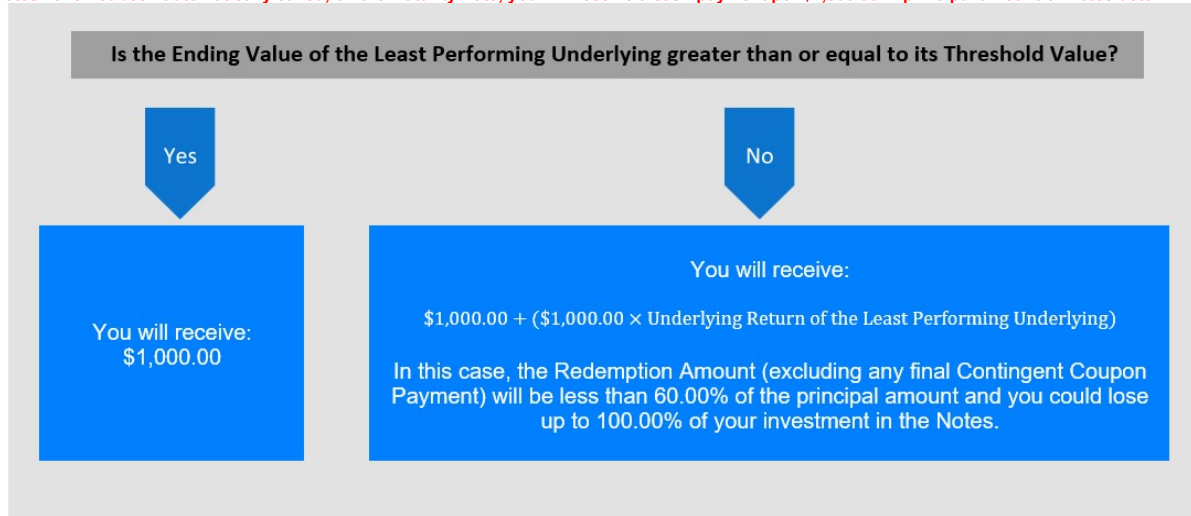 Is the Ending Value of the Least Performing Underlying greater than or equal to its Threshold Value?
Yes
No
You will receive:
$1,000.00
You will receive:
$1,000.00 + ($1,000.00 × Underlying Return of the Least Performing Underlying)
In this case, the Redemption Amount (excluding any final Contingent Coupon
Payment) will be less than 60.00% of the principal amount and you could lose
up to 100.00% of your investment in the Notes.